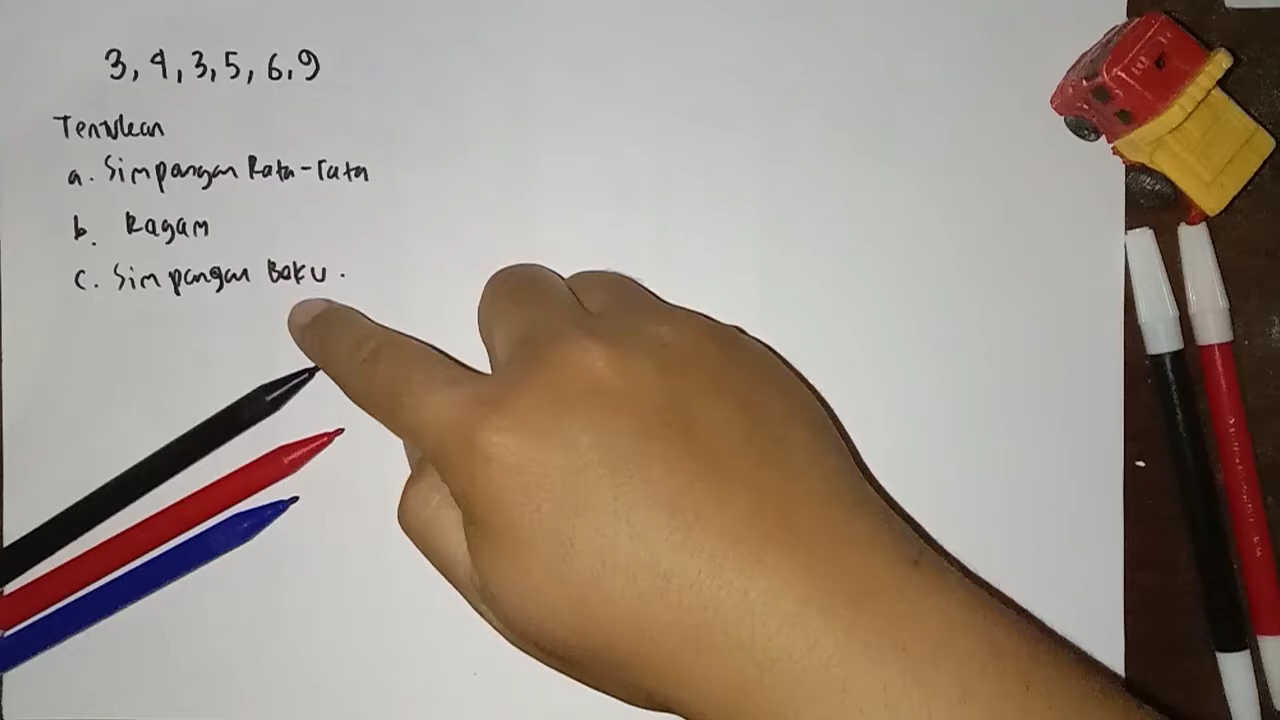 3, 4, 3, 5, 6, 9
Tentukan
a. Simpangan Rata-rata
b. Ragam
c. Simpangan Baku.